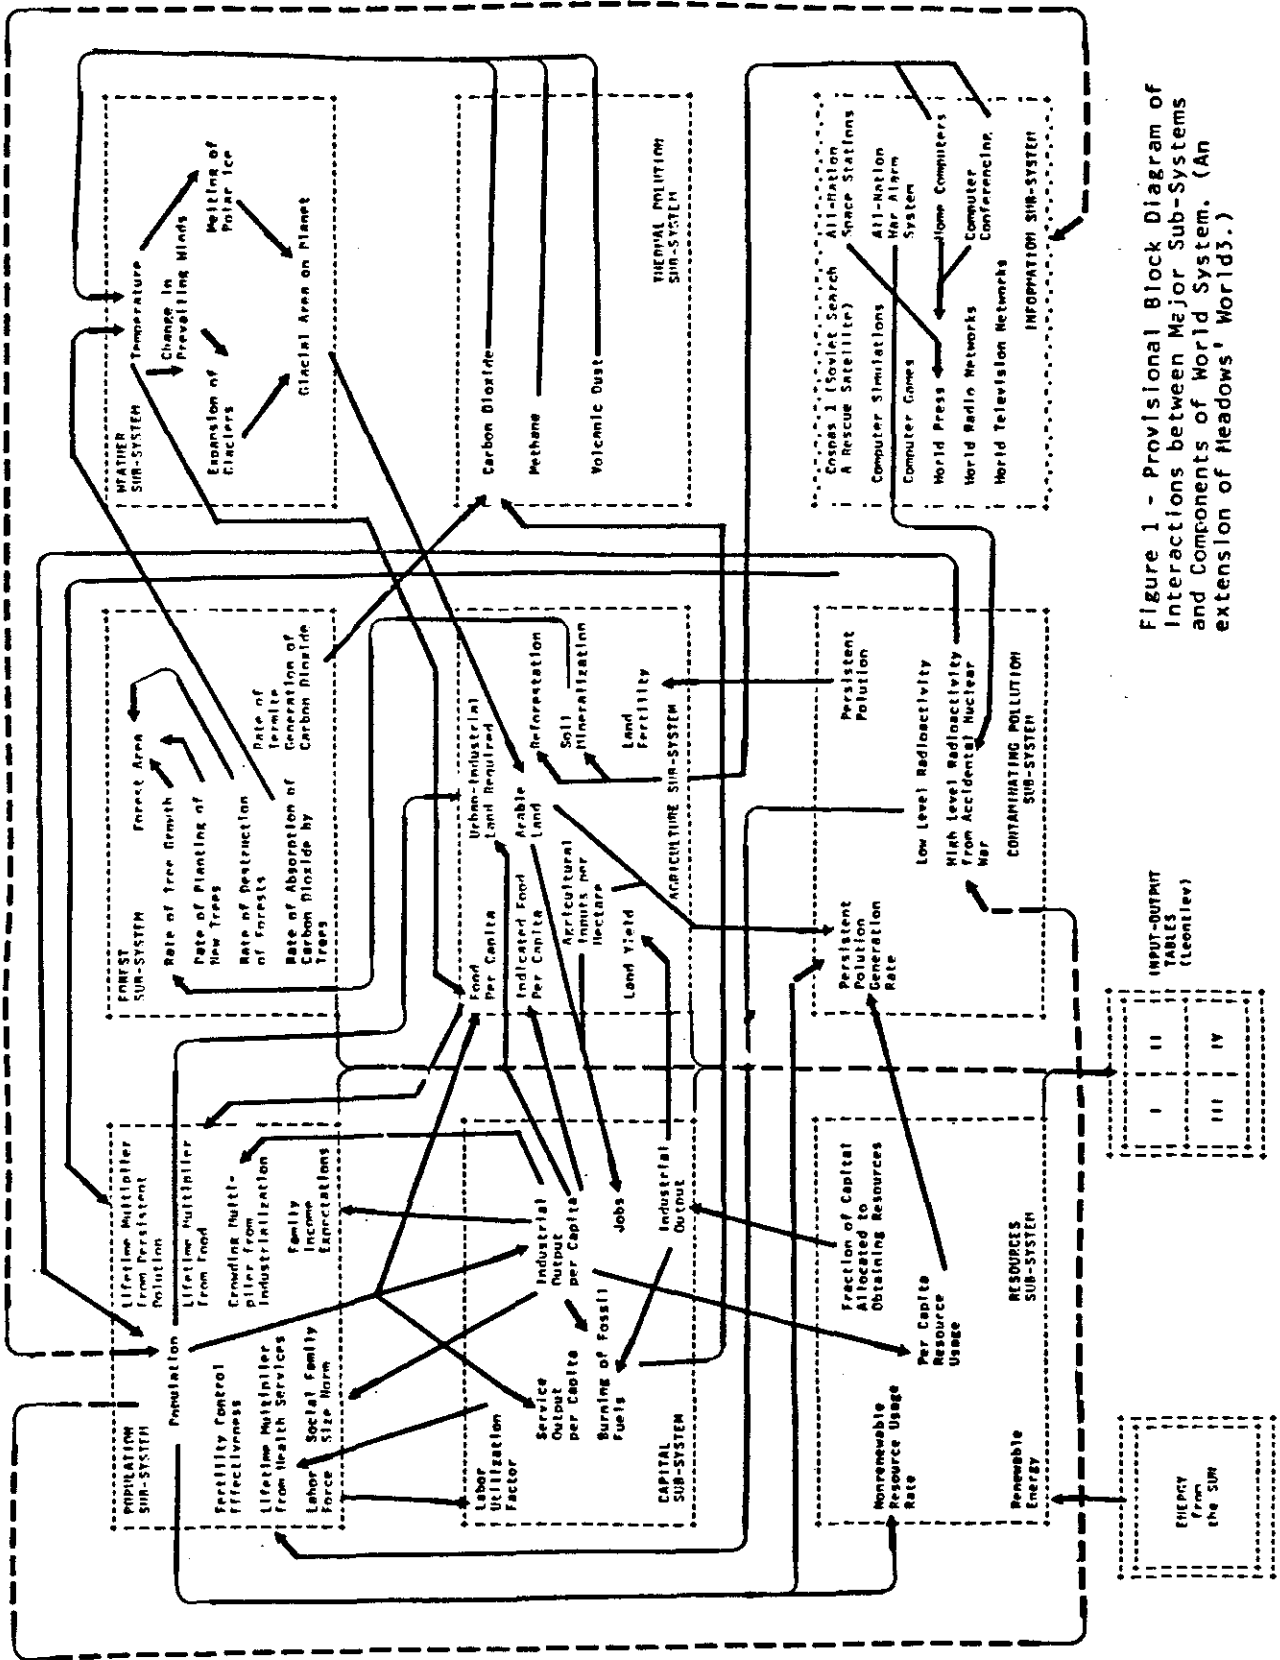 POPULATION
SUB-SYSTEM
Population
Fertility Control
Effectiveness
Lifetime Multiplier
from Health Services
Labor
Force
Social Family
Size Norm
Lifetime Multiplier
from Persistent
Polution
Lifetime Multiplier
from Food
Crowding Multi-
plier from
Industrialization
Family
Income
Expectations
FOREST
SUB-SYSTEM
Forest Area
Rate of Tree Growth
Rate of Planting of
New Trees
Rate of Destruction
of Forests
Rate of Absorption of
Carbon Dioxide by
Trees
Rate of
Termite
Generation of
Carbon Dioxide
WEATHER
SUB-SYSTEM
Temperature
Change in
Prevailing Winds
Expansion of
Glaciers
Melting of
Polar Ice
Glacial Area on Planet
Labor
Utilization
Factor
Service
Output
per Capita
Burning of Fossil
Fuels
Industrial
Output
per Capita
Jobs
Industrial
Output
CAPITAL
SUB-SYSTEM
Food
Per Capita
Indicated Food
Per Capita
Agricultural
Inputs per
Hectare
Land Yield
Urban-Industrial
Land Required
Arable
Land
Reforestation
Soil
Mineralization
Land
Fertility
AGRICULTURE SUB-SYSTEM
Carbon Dioxide
Methane
Volcanic Dust
THERMAL POLUTION
SUB-SYSTEM
Nonrenewable
Resource Usage
Rate
Renewable
Energy
Per Capita
Resource
Usage
Fraction of Capital
Allocated to
Obtaining Resources
RESOURCES
SUB-SYSTEM
Persistent
Polution
Generation
Rate
Persistent
Polution
Low Level Radioactivity
High Level Radioactivity
from Accidental Nuclear
War
CONTAMINATING POLLUTION
SUB-SYSTEM
Cospas 1 (Soviet Search
A Rescue Satellite)
Computer Simulations
Computer Games
World Press
World Radio Networks
World Television Networks
All-Nation
Space Stations
All-Nation
War Alarm
System
Home Computers
Computer
Conferencing
INFORMATION SUB-SYSTEM
ENERGY
from
the SUN
I II
III IV
INPUT-OUTPUT
TABLES
(Leontiev)
Figure 1 - Provisional Block Diagram of
Interactions between Major Sub-Systems
and Components of World System. (An
extension of Meadows' World3.)